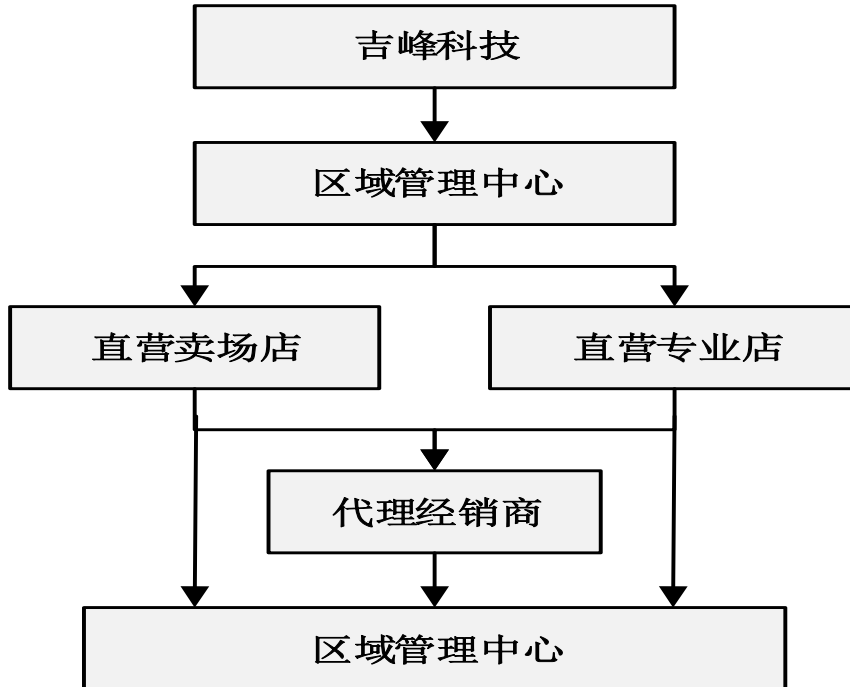 吉峰科技
区域管理中心
直营卖场店
直营专业店
代理经销商
区域管理中心